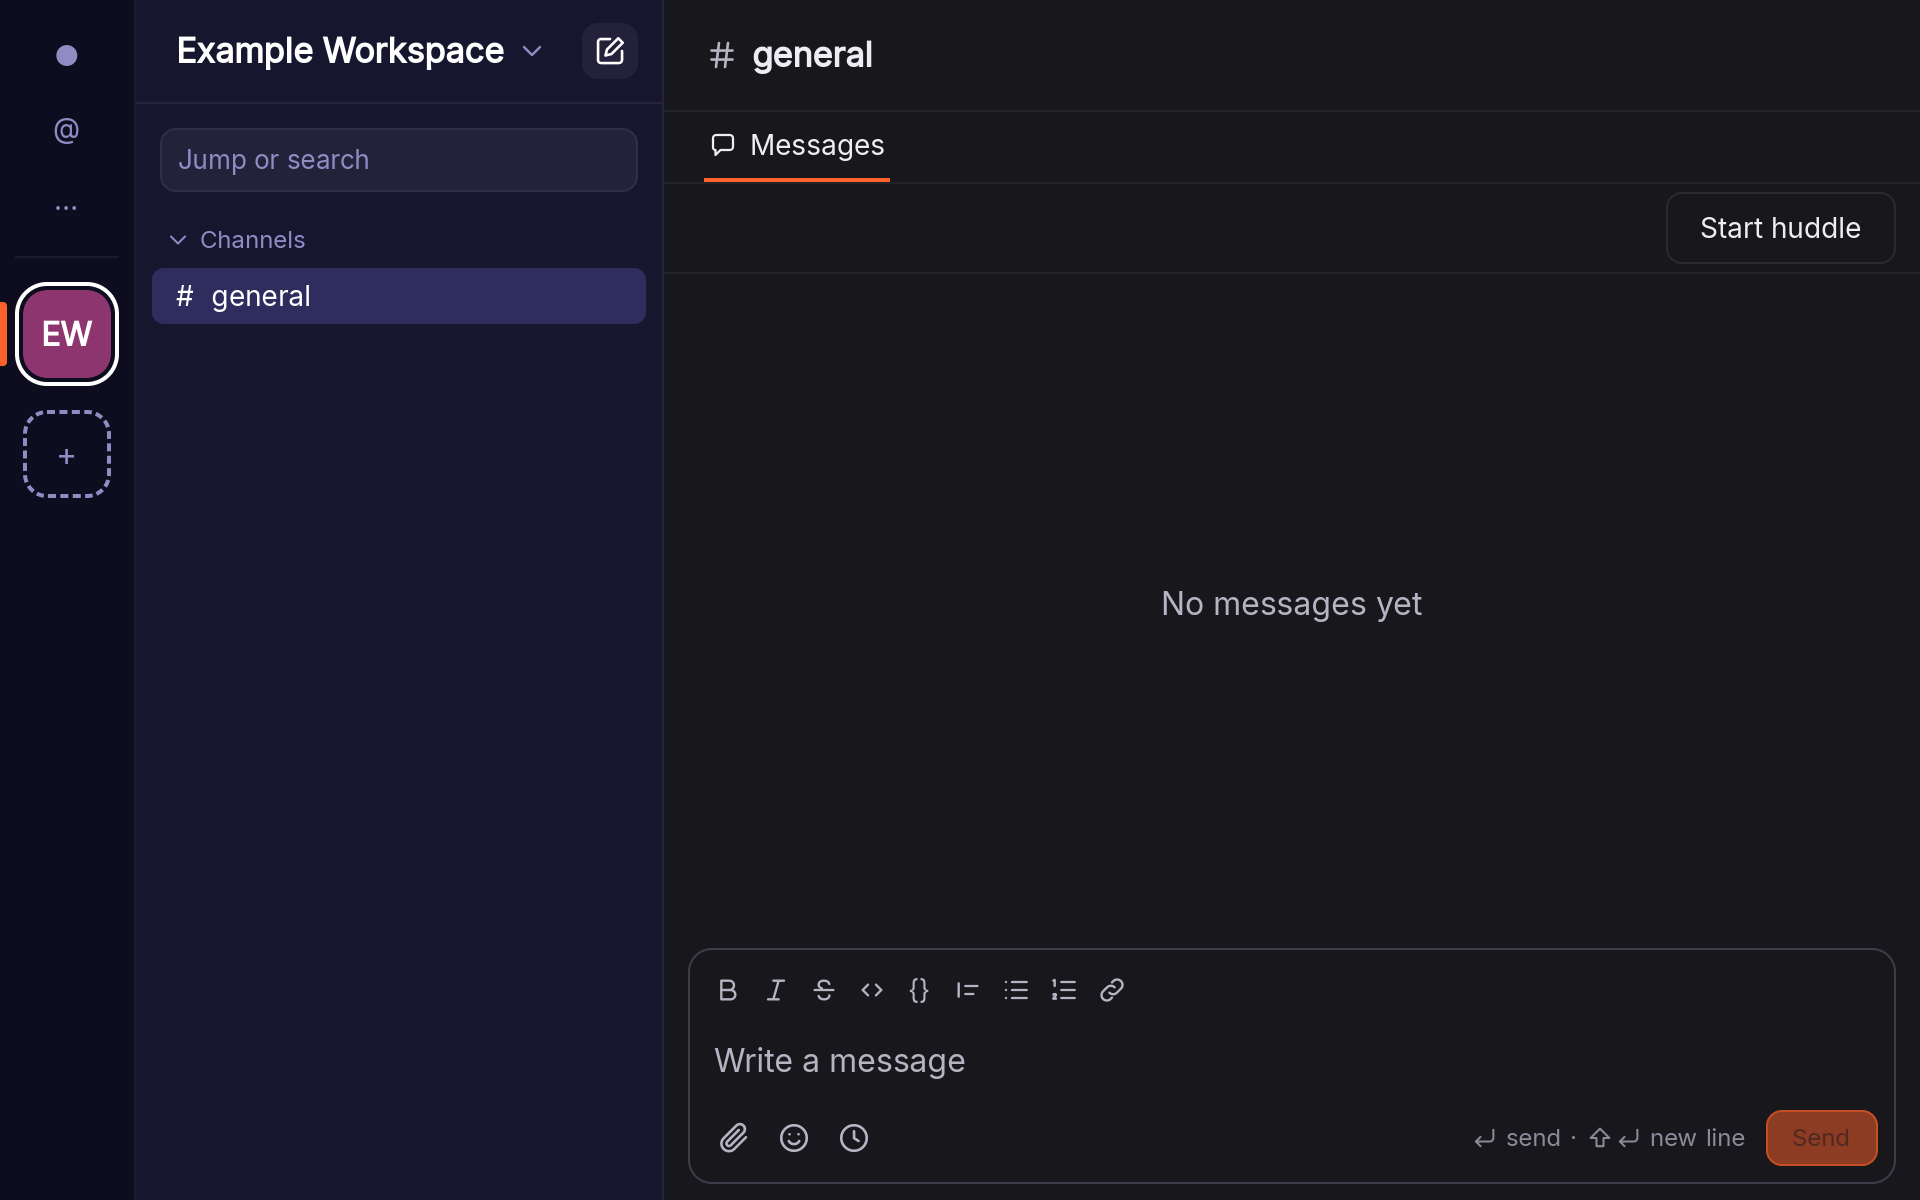 @
...
EW
+
Example Workspace
Jump or search
Channels
# general
# general
Messages
Start huddle
No messages yet
Write a message
send · new line
Send